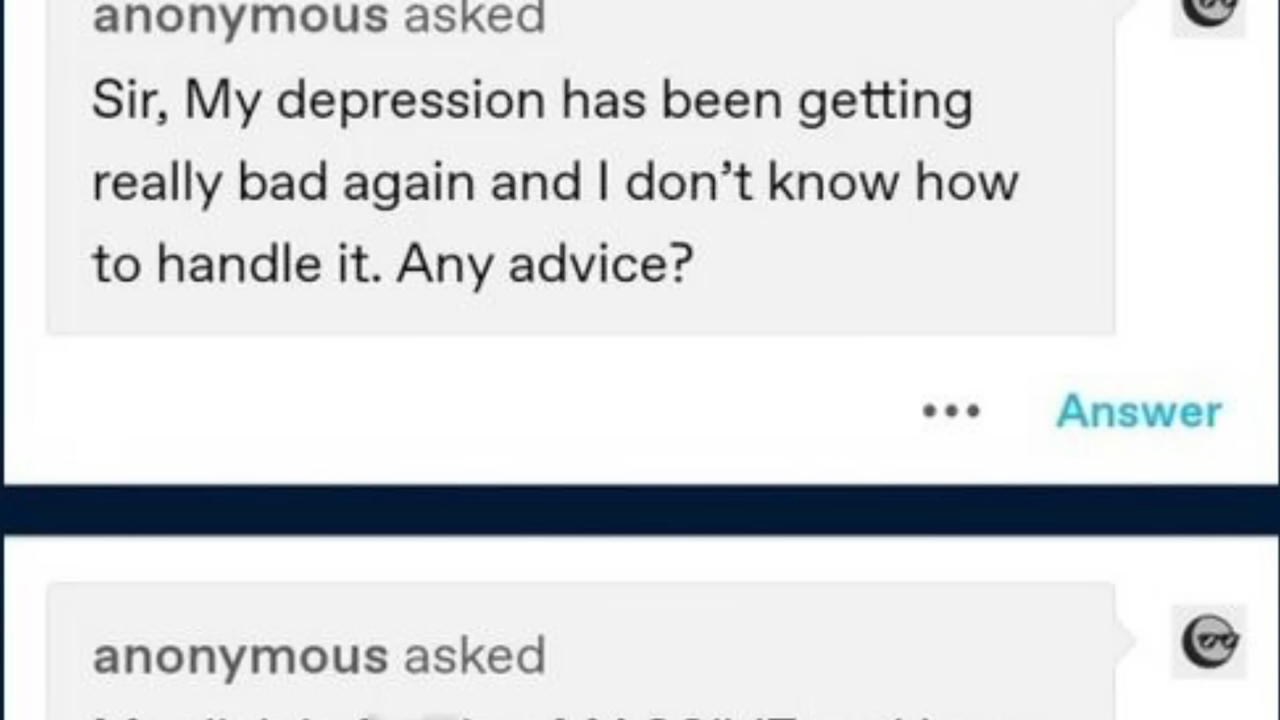 anonymous asked
Sir, My depression has been getting
really bad again and I don’t know how
to handle it. Any advice?
Answer
anonymous asked